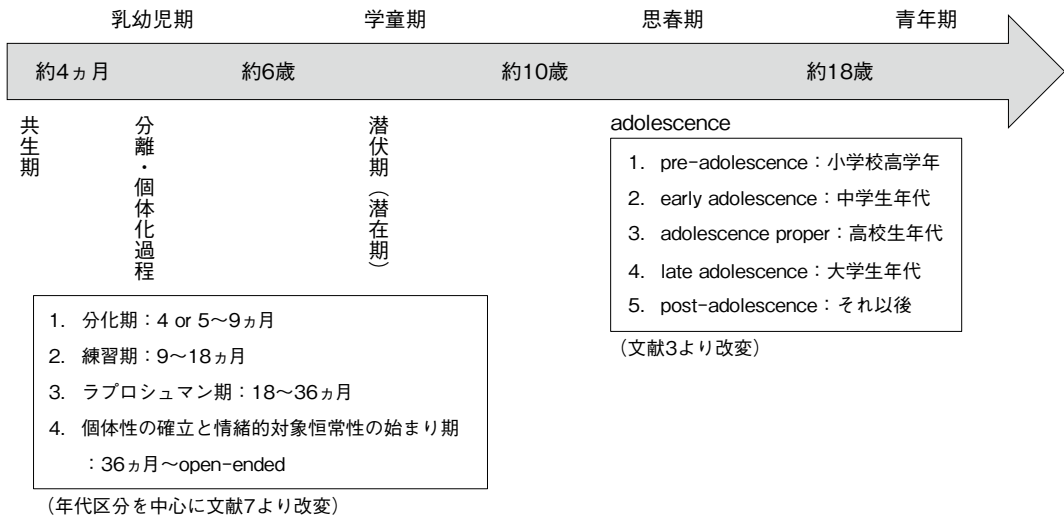 乳幼児期 学童期 思春期 青年期
約4ヵ月 約6歳 約10歳 約18歳
共生期
分離・個体化過程
潜伏期（潜在期）
adolescence
1. pre-adolescence：小学校高学年
2. early adolescence：中学生年代
3. adolescence proper：高校生年代
4. late adolescence：大学生年代
5. post-adolescence：それ以後
（文献3より改変）
1. 分化期：4 or 5〜9ヵ月
2. 練習期：9〜18ヵ月
3. ラプロシュマン期：18〜36ヵ月
4. 個体性の確立と情緒的対象恒常性の始まり期
：36ヵ月〜open-ended
（年代区分を中心に文献7より改変）